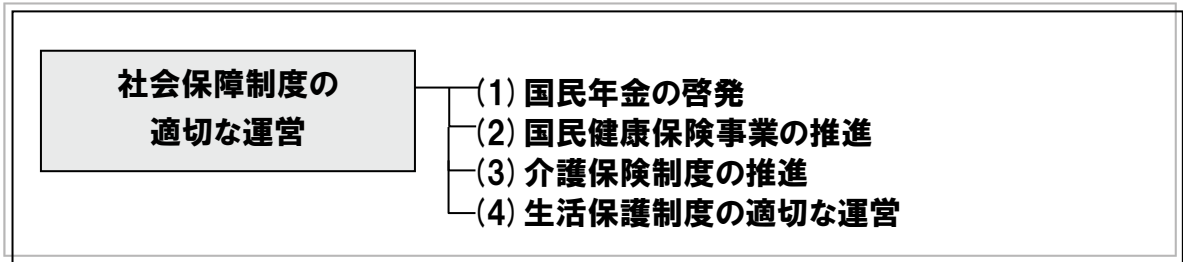 社会保障制度の
適切な運営
(1) 国民年金の啓発
(2) 国民健康保険事業の推進
(3) 介護保険制度の推進
(4) 生活保護制度の適切な運営